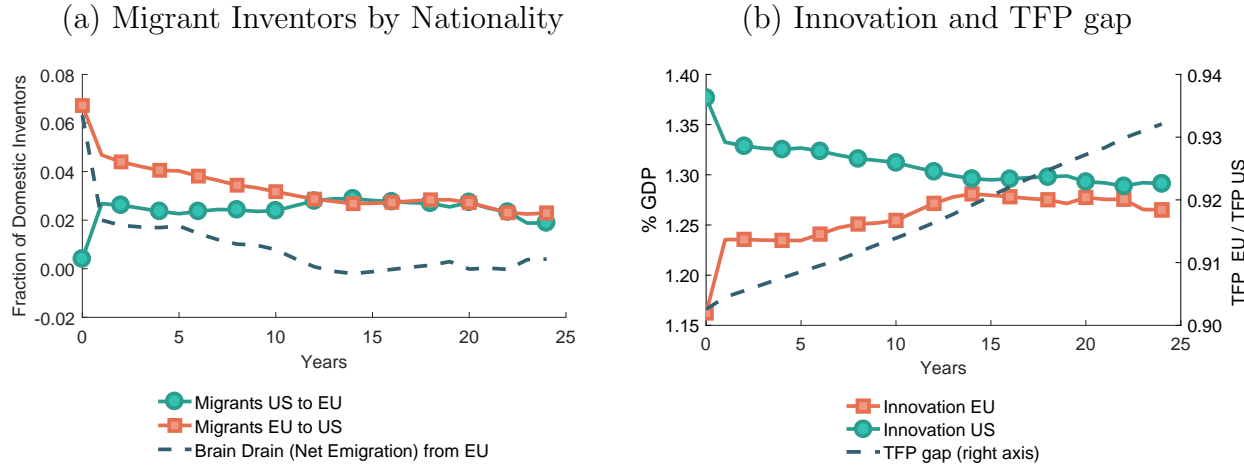 (a) Migrant Inventors by Nationality
Fraction of Domestic Inventors
0.08
0.06
0.04
0.02
0.00
-0.02
0 5 10 15 20 25
Years
Migrants US to EU
Migrants EU to US
Brain Drain (Net Emigration) from EU
(b) Innovation and TFP gap
% GDP
1.40
1.35
1.30
1.25
1.20
1.15
0.94
0.93
0.92
0.91
0.90
TFP EU / TFP US
0 5 10 15 20 25
Years
Innovation EU
Innovation US
TFP gap (right axis)